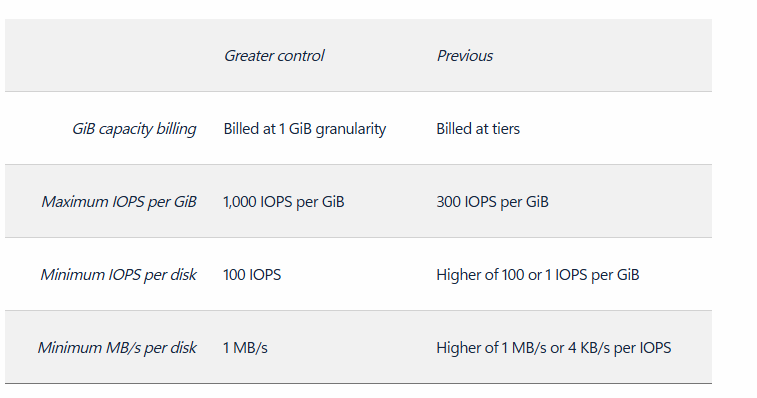 Greater control Previous
GiB capacity billing Billed at 1 GiB granularity Billed at tiers
Maximum IOPS per GiB 1,000 IOPS per GiB 300 IOPS per GiB
Minimum IOPS per disk 100 IOPS Higher of 100 or 1 IOPS per GiB
Minimum MB/s per disk 1 MB/s Higher of 1 MB/s or 4 KB/s per IOPS